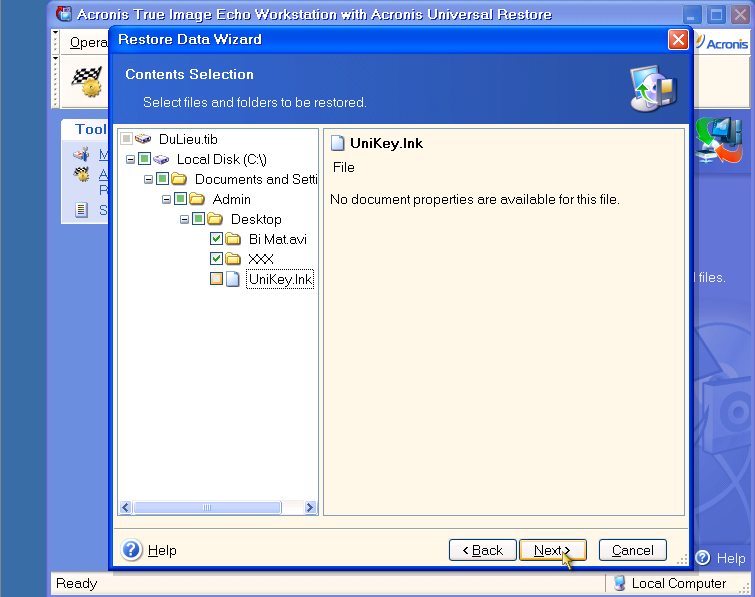 Acronis True Image Echo Workstation with Acronis Universal Restore
Opera
Acronis
Restore Data Wizard
Contents Selection
Select files and folders to be restored.
Tool
M
A
R
S
DuLieu.tib
Local Disk (C:\)
Documents and Setti
Admin
Desktop
Bi Mat.avi
XXX
UniKey.lnk
UniKey.lnk
File
No document properties are available for this file.
files.
Help
< Back
Next >
Cancel
Help
Ready
Local Computer